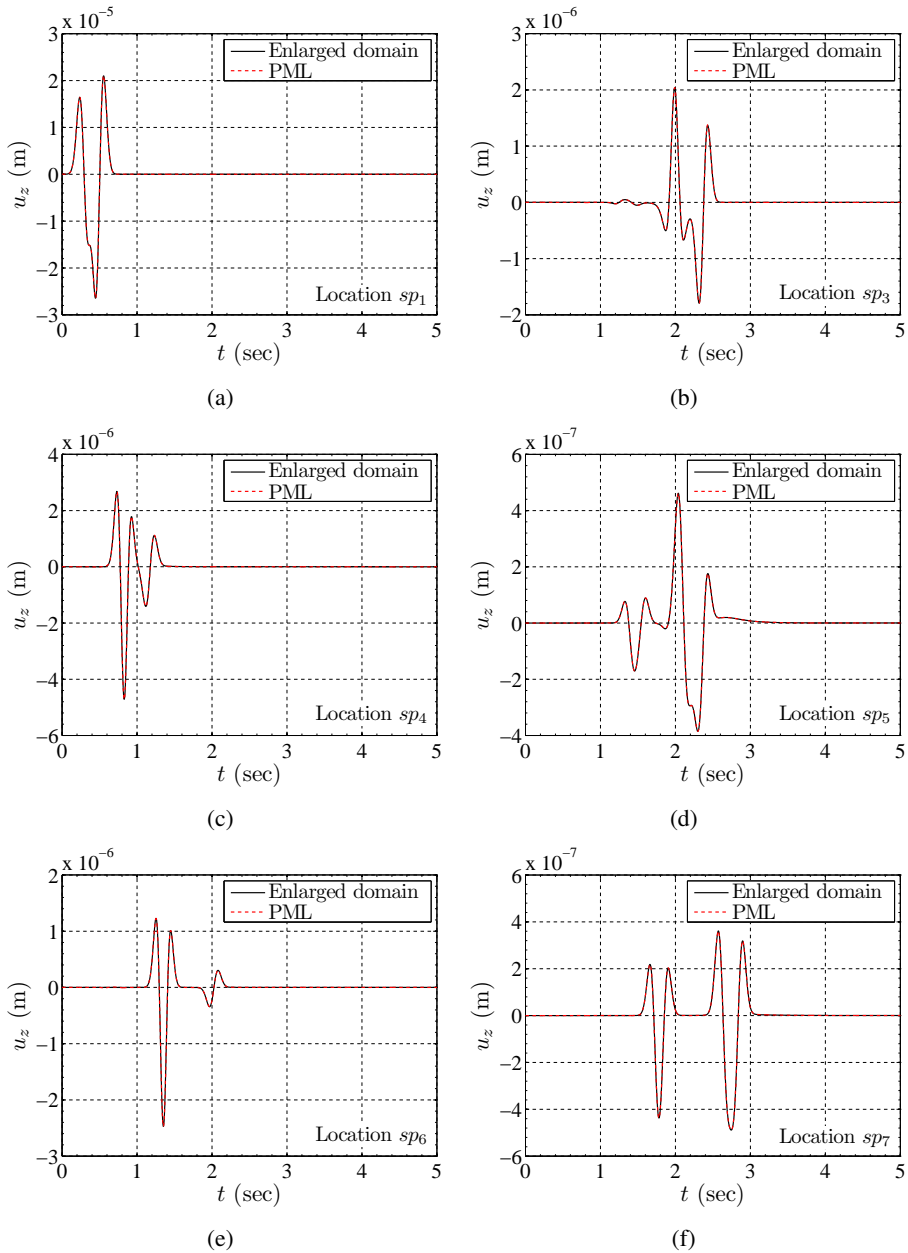 x 10⁻⁵
3
2
1
0
−1
−2
−3
u_z (m)
Enlarged domain
PML
Location sp₁
0 1 2 3 4 5
t (sec)
(a)
x 10⁻⁶
3
2
1
0
−1
−2
u_z (m)
Enlarged domain
PML
Location sp₃
0 1 2 3 4 5
t (sec)
(b)
x 10⁻⁶
4
2
0
−2
−4
−6
u_z (m)
Enlarged domain
PML
Location sp₄
0 1 2 3 4 5
t (sec)
(c)
x 10⁻⁷
6
4
2
0
−2
−4
u_z (m)
Enlarged domain
PML
Location sp₅
0 1 2 3 4 5
t (sec)
(d)
x 10⁻⁶
2
1
0
−1
−2
−3
u_z (m)
Enlarged domain
PML
Location sp₆
0 1 2 3 4 5
t (sec)
(e)
x 10⁻⁷
6
4
2
0
−2
−4
−6
u_z (m)
Enlarged domain
PML
Location sp₇
0 1 2 3 4 5
t (sec)
(f)